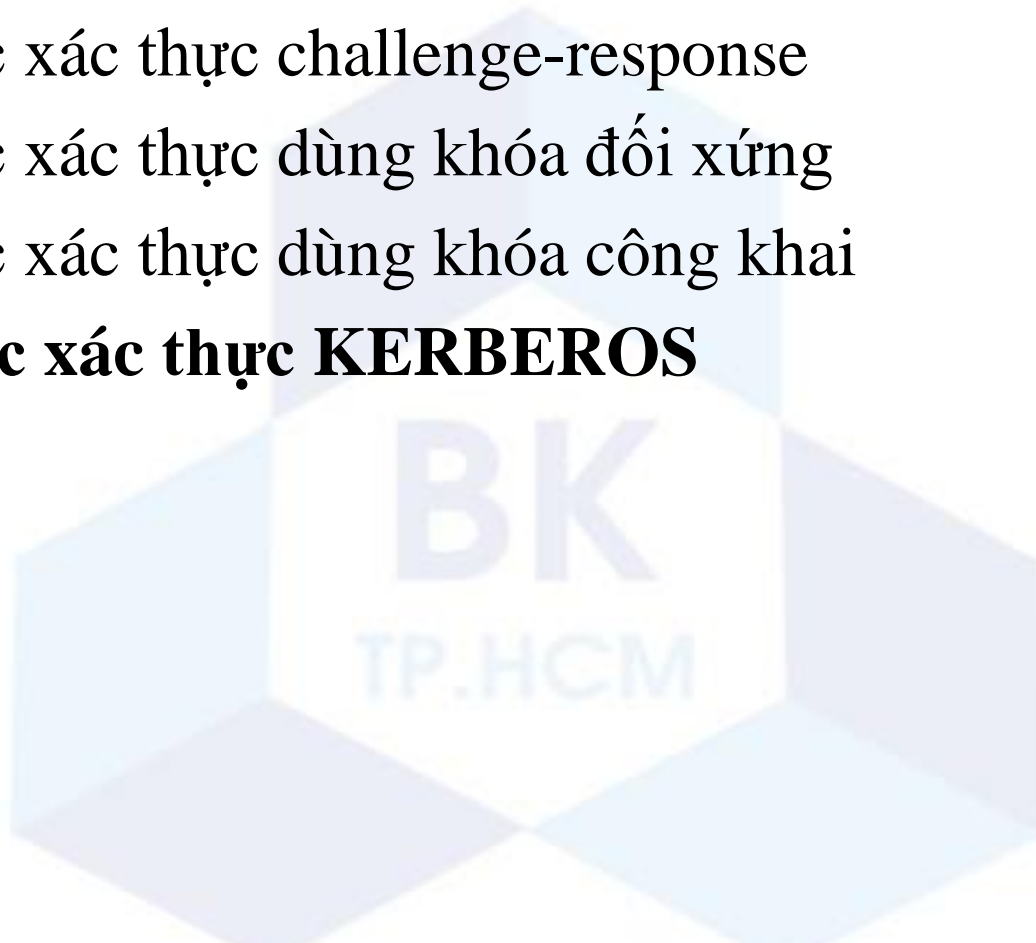 xác thực challenge-response
xác thực dùng khóa đối xứng
xác thực dùng khóa công khai
c xác thực KERBEROS
BK
TP.HCM